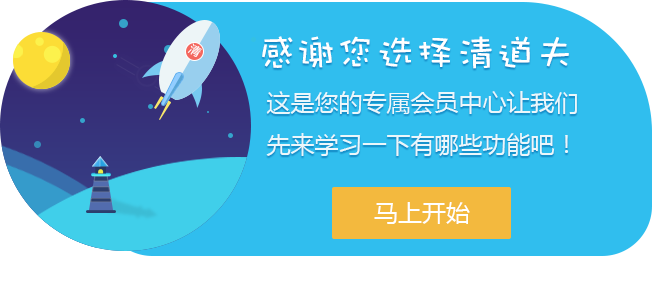 清
感谢您选择清道夫
这是您的专属会员中心让我们
先来学习一下有哪些功能吧！
马上开始